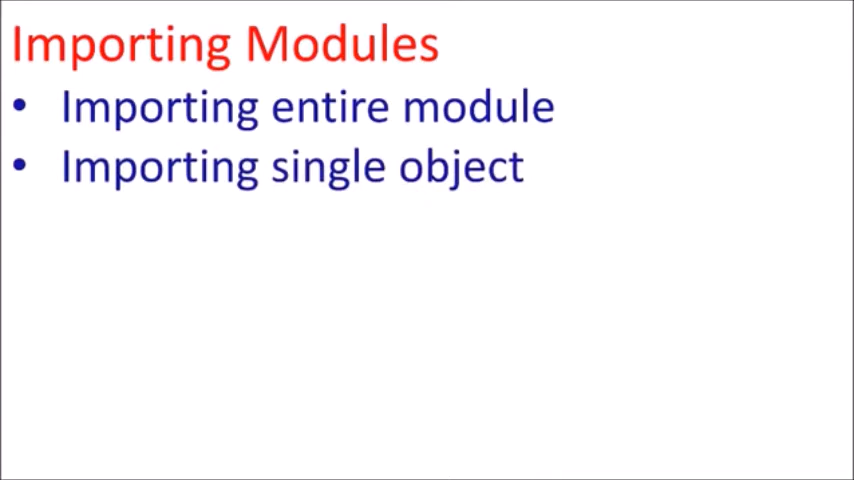 Importing Modules
• Importing entire module
• Importing single object